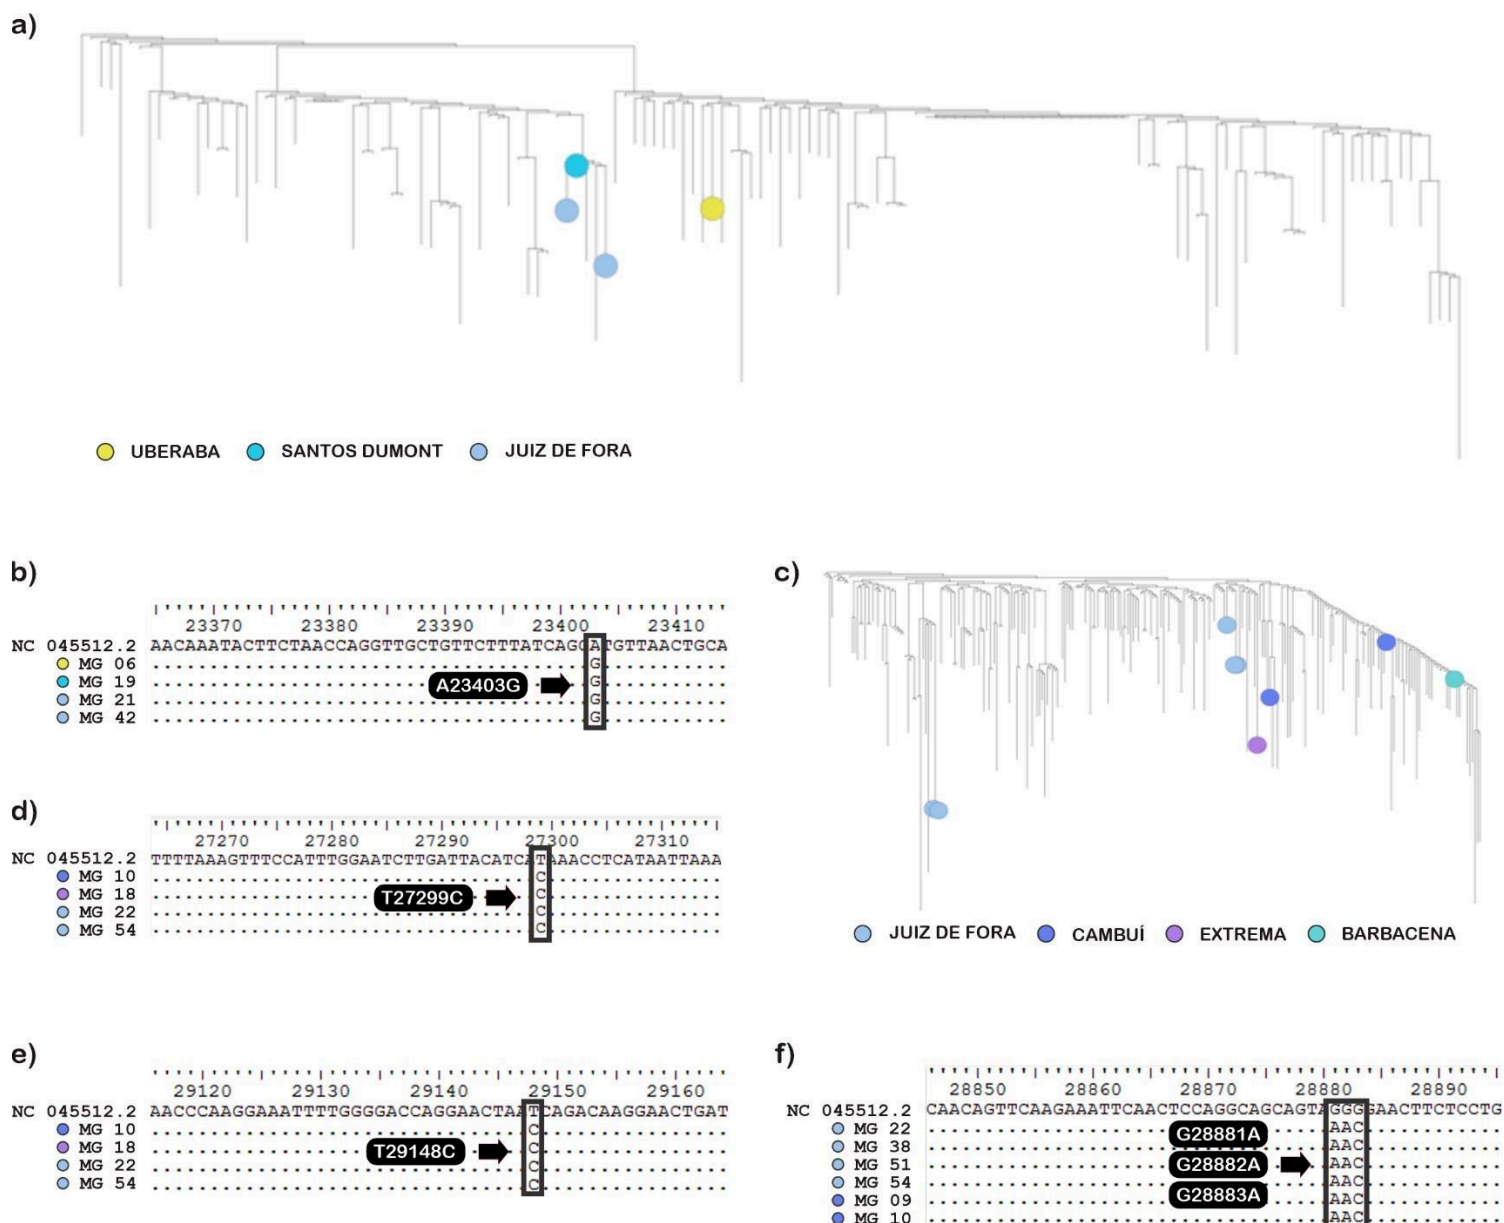 a)
UBERABA SANTOS DUMONT JUIZ DE FORA
b)
23370 23380 23390 23400 23410
NC 045512.2 AACAAATACTTCTAACCAGGTTGCTGTTCTTTATCAGGATGTTAACTGCA
MG 06 G
MG 19 G
A23403G
MG 21 G
MG 42 G
c)
JUIZ DE FORA CAMBUÍ EXTREMA BARBACENA
d)
27270 27280 27290 27300 27310
NC 045512.2 TTTTAAAGTTTCCATTTGGAATCTTGATTACATCATAAACCTCATAATTAAA
MG 10 C
MG 18 C
T27299C
MG 22 C
MG 54 C
e)
29120 29130 29140 29150 29160
NC 045512.2 AACCCAAGGAAATTTTGGGGACCAGGAACTAATCAGACAAGGAACTGAT
MG 10 C
MG 18 C
T29148C
MG 22 C
MG 54 C
f)
28850 28860 28870 28880 28890
NC 045512.2 CAACAGTTCAAGAAATTCAACTCCAGGCAGCAGTAGGGGAACTTCTCCTG
MG 22 AAC
G28881A
MG 38 AAC
MG 51 AAC
G28882A
MG 54 AAC
MG 09 AAC
G28883A
MG 10 AAC